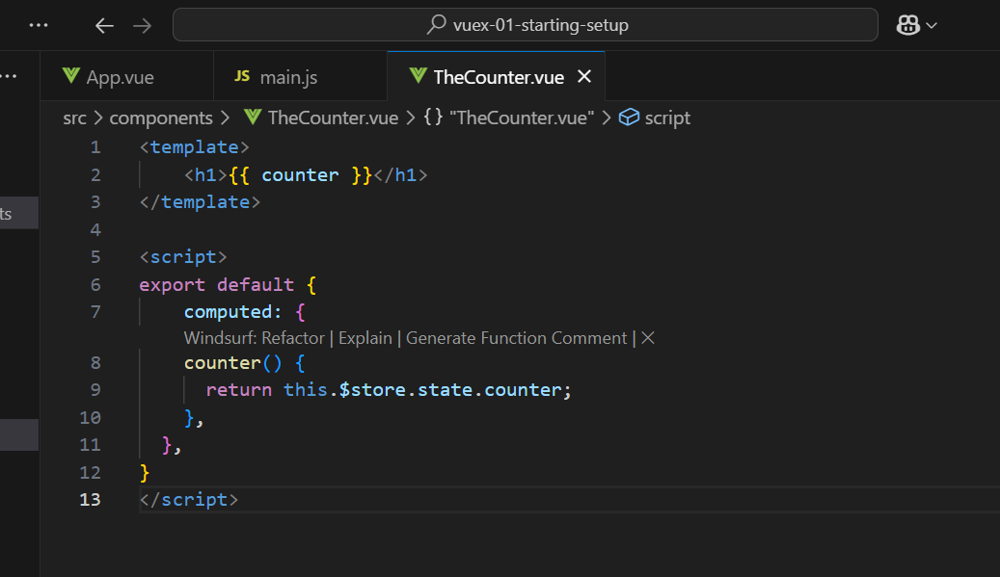 vuex-01-starting-setup
App.vue
JS main.js
TheCounter.vue
src > components > TheCounter.vue > {} "TheCounter.vue" > script
ts
1 <template>
2 <h1>{{ counter }}</h1>
3 </template>
4
5 <script>
6 export default {
7 computed: {
Windsurf: Refactor | Explain | Generate Function Comment | ×
8 counter() {
9 return this.$store.state.counter;
10 },
11 },
12 }
13 </script>